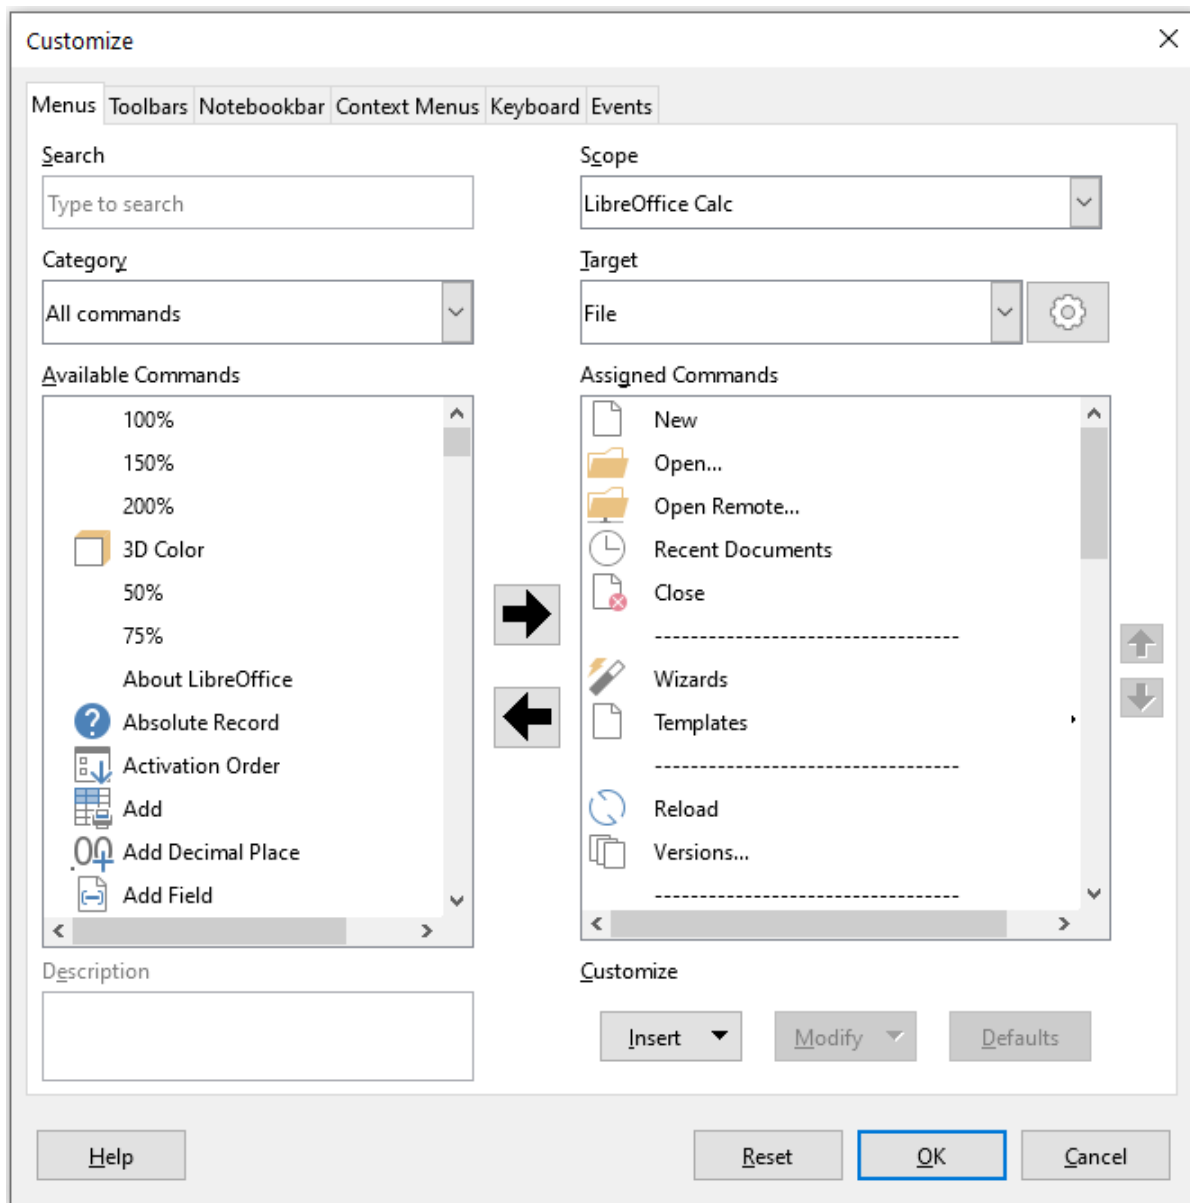 Customize
Menus Toolbars Notebookbar Context Menus Keyboard Events
Search
Type to search
Category
All commands
Available Commands
100%
150%
200%
3D Color
50%
75%
About LibreOffice
Absolute Record
Activation Order
Add
Add Decimal Place
Add Field
Description
Scope
LibreOffice Calc
Target
File
Assigned Commands
New
Open...
Open Remote...
Recent Documents
Close
----------------------------------
Wizards
Templates
----------------------------------
Reload
Versions...
----------------------------------
Customize
Insert Modify Defaults
Help Reset OK Cancel